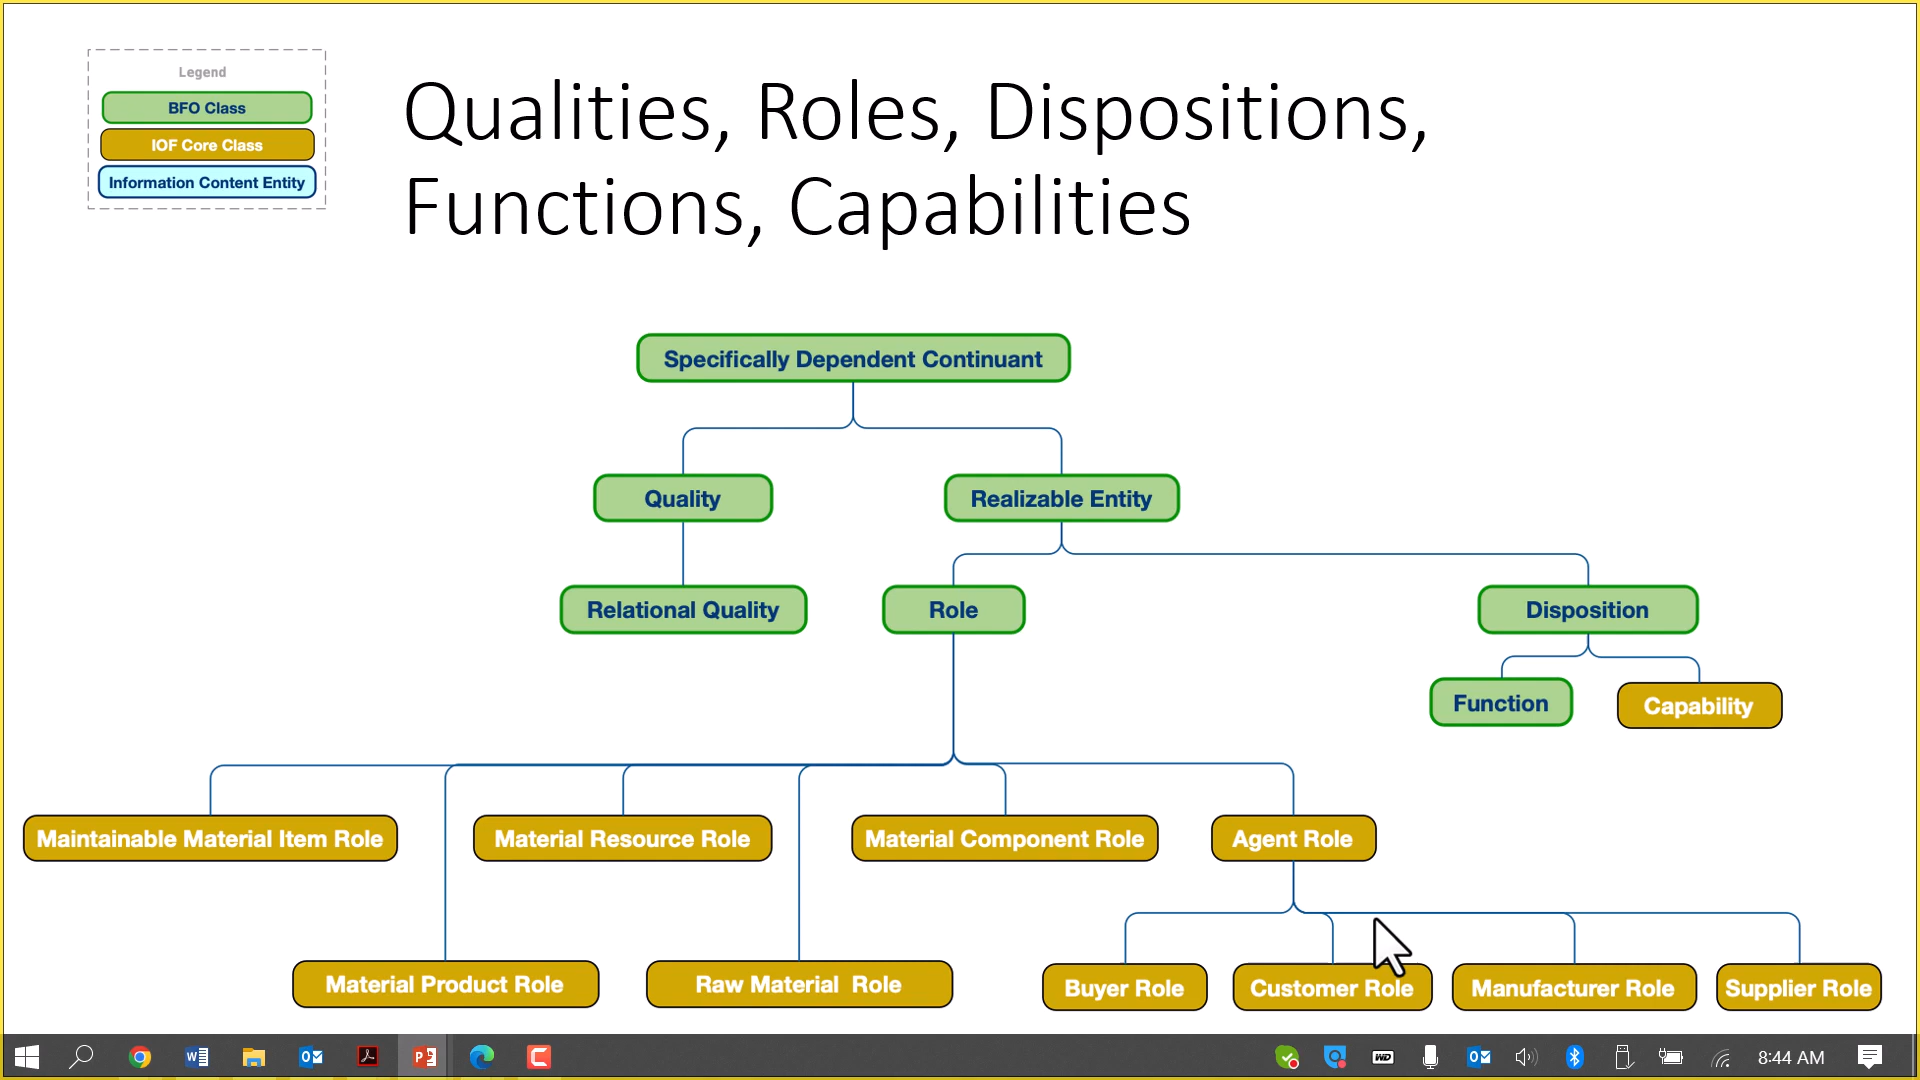 Legend
BFO Class
IOF Core Class
Information Content Entity
Qualities, Roles, Dispositions,
Functions, Capabilities
Specifically Dependent Continuant
Quality
Realizable Entity
Relational Quality
Role
Disposition
Function
Capability
Maintainable Material Item Role
Material Resource Role
Material Component Role
Agent Role
Material Product Role
Raw Material  Role
Buyer Role
Customer Role
Manufacturer Role
Supplier Role
8:44 AM